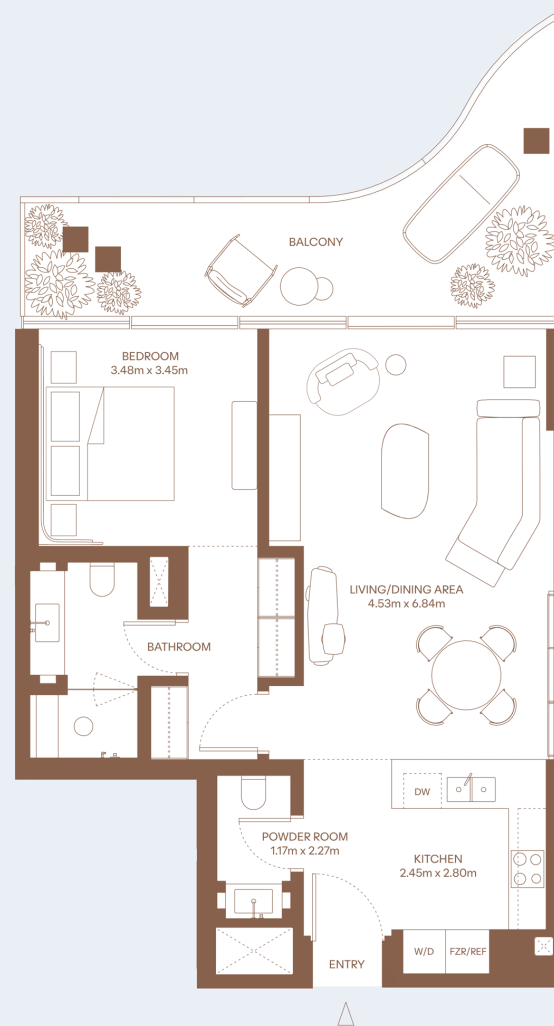 BALCONY
BEDROOM
3.48m x 3.45m
LIVING/DINING AREA
4.53m x 6.84m
BATHROOM
DW
POWDER ROOM
1.17m x 2.27m
KITCHEN
2.45m x 2.80m
W/D
FZR/REF
ENTRY